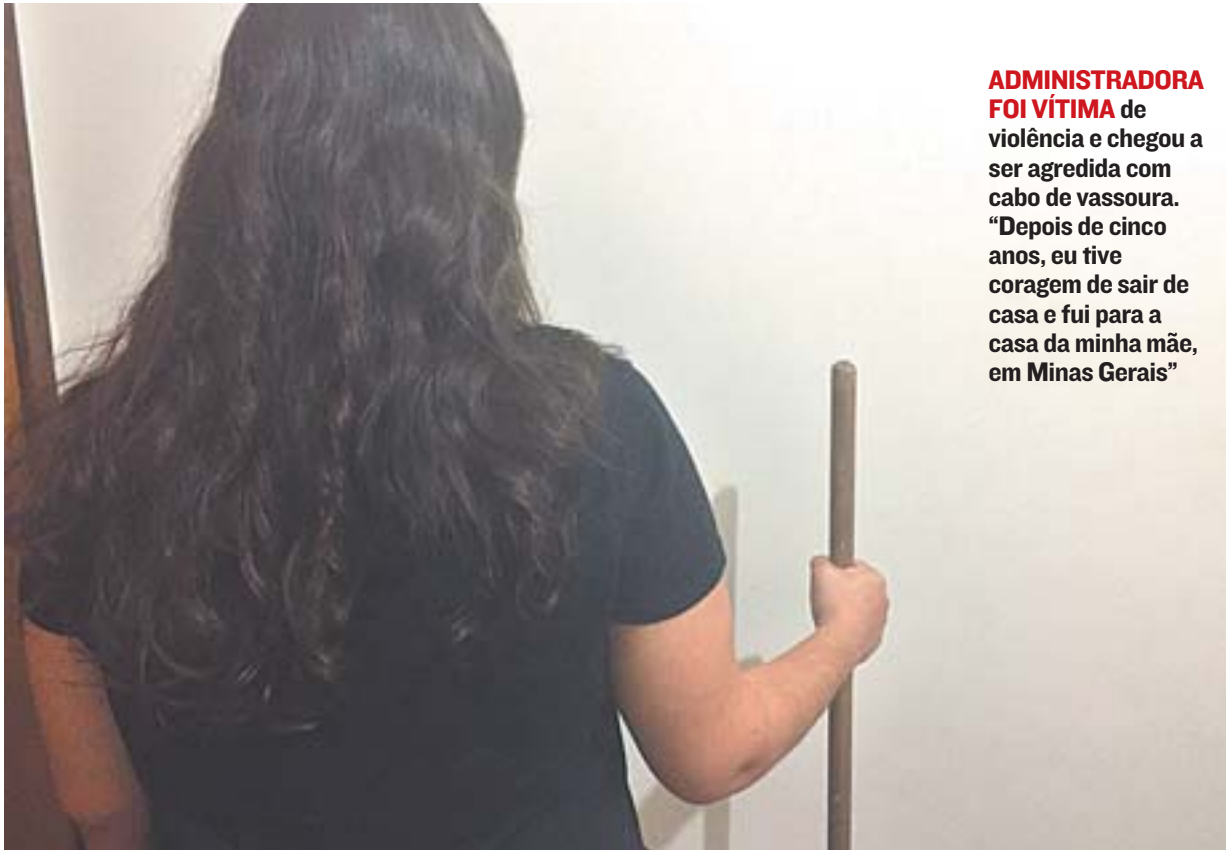 ADMINISTRADORA
FOI VÍTIMA de
violência e chegou a
ser agredida com
cabo de vassoura.
“Depois de cinco
anos, eu tive
coragem de sair de
casa e fui para a
casa da minha mãe,
em Minas Gerais”